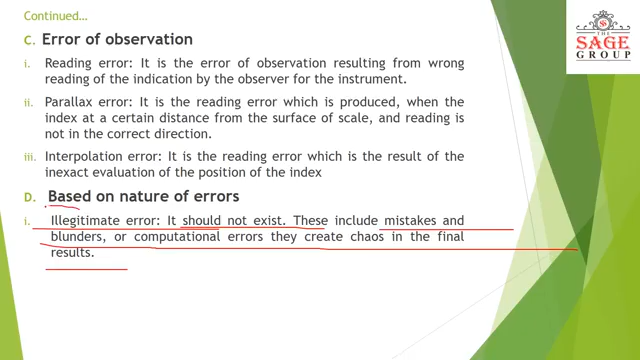 Continued…
C. Error of observation
i. Reading error: It is the error of observation resulting from wrong
reading of the indication by the observer for the instrument.
ii. Parallax error: It is the reading error which is produced, when the
index at a certain distance from the surface of scale, and reading is
not in the correct direction.
iii. Interpolation error: It is the reading error which is the result of the
inexact evaluation of the position of the index
D. Based on nature of errors
i. Illegitimate error: It should not exist. These include mistakes and
blunders, or computational errors they create chaos in the final
results.
THE
SAGE
GROUP